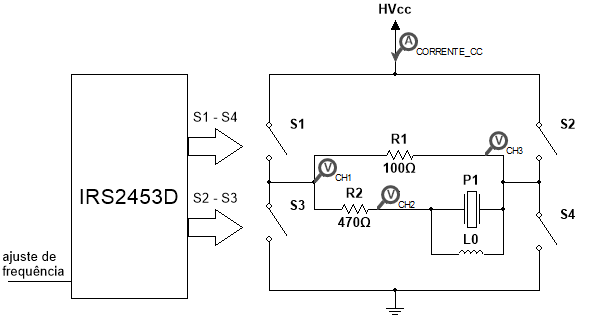 HVcc
A
CORRENTE_CC
S1 - S4
S1
S2
R1
100Ω
V
CH3
V
CH1
P1
R2
470Ω
V
CH2
IRS2453D
S2 - S3
S3
S4
L0
ajuste de
frequência